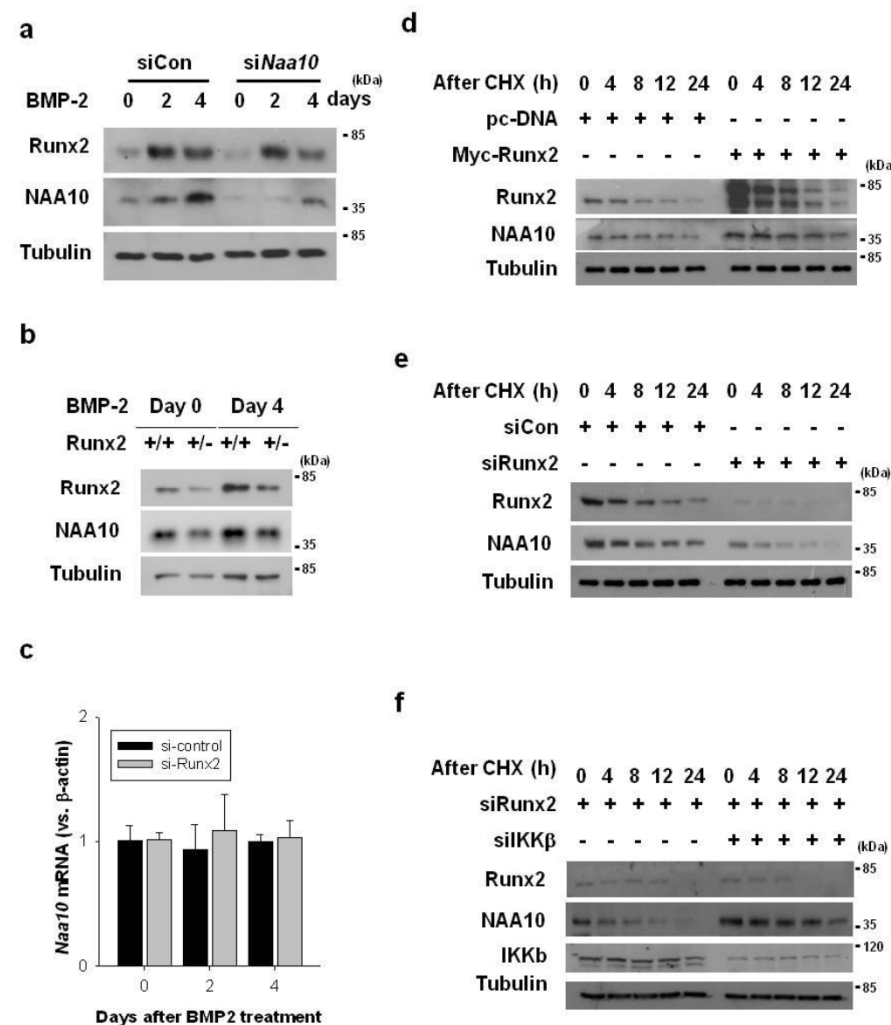 a
siCon siNaa10
(kDa)
BMP-2 0 2 4 0 2 4 days
Runx2 - 85
NAA10 - 35
- 85
Tubulin
b
BMP-2 Day 0 Day 4
Runx2 +/+ +/- +/+ +/-
(kDa)
Runx2 - 85
NAA10
- 35
Tubulin - 85
c
2
si-control
si-Runx2
1
0
Naa10 mRNA (vs. β-actin)
0 2 4
Days after BMP2 treatment
d
After CHX (h) 0 4 8 12 24 0 4 8 12 24
pc-DNA + + + + + - - - - -
Myc-Runx2 - - - - - + + + + +
(kDa
Runx2 - 85
NAA10 - 35
- 85
Tubulin
e
After CHX (h) 0 4 8 12 24 0 4 8 12 24
siCon + + + + + - - - - -
siRunx2 - - - - - + + + + +
(kDa)
Runx2 - 85
NAA10 - 35
- 85
Tubulin
f
After CHX (h) 0 4 8 12 24 0 4 8 12 24
siRunx2 + + + + + + + + + +
siIKKβ - - - - - + + + + +
(kDa)
Runx2 - 85
NAA10 - 35
- 120
IKKb
Tubulin - 85